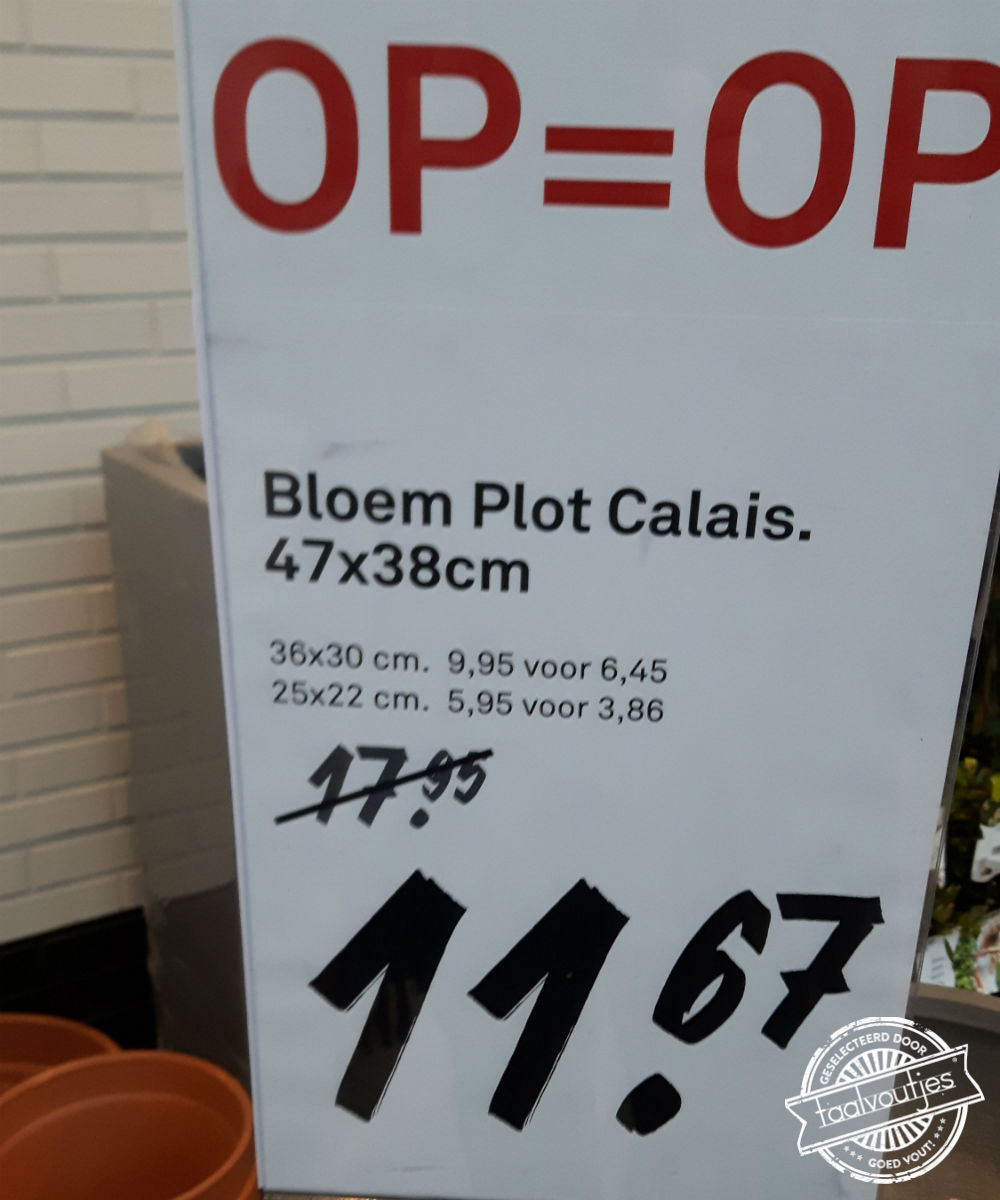 OP=OP
Bloem Plot Calais.
47x38cm
36x30 cm. 9,95 voor 6,45
25x22 cm. 5,95 voor 3,86
17.95
11.67
GESELECTEERD DOOR
taalvoutjes
GOED VOUT!